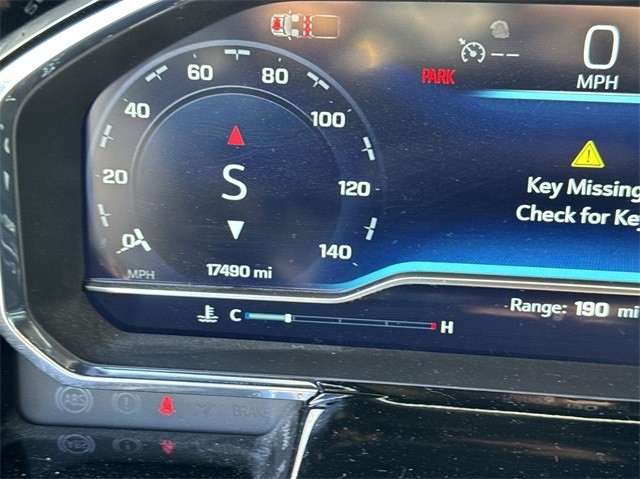 0
MPH
PARK
60 80
40 100
20 S 120
0 140
MPH
17490 mi
Key Missing
Check for Key
Range: 190 mi
C H
ABS
BRAKE